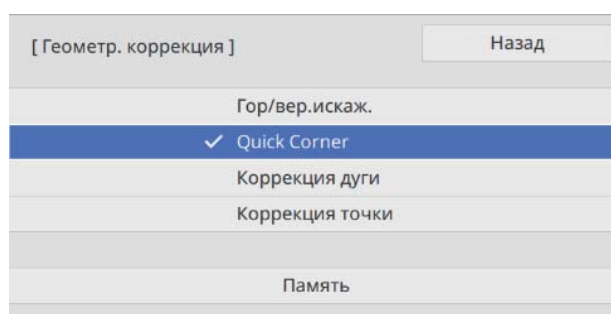 [ Геометр. коррекция ]
Назад
Гор/вер.искаж.
Quick Corner
Коррекция дуги
Коррекция точки
Память